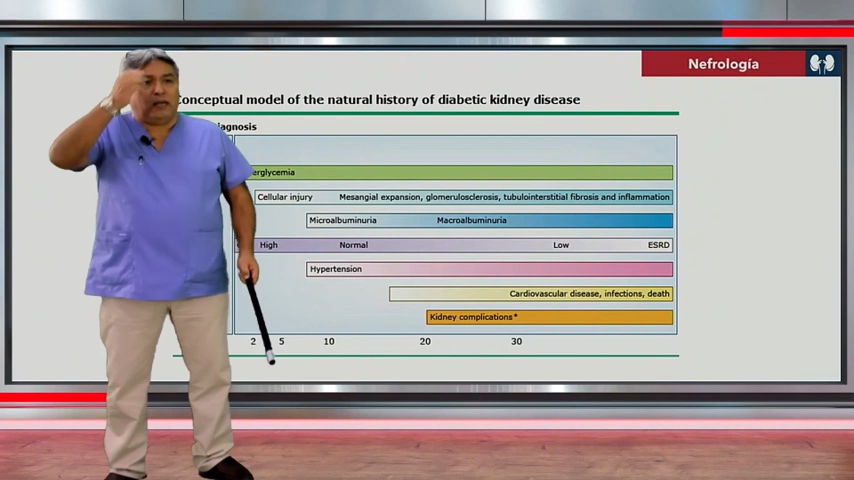 Nefrología
onceptual model of the natural history of diabetic kidney disease
agnosis
erglycemia
Cellular injury Mesangial expansion, glomerulosclerosis, tubulointerstitial fibrosis and inflammation
Microalbuminuria Macroalbuminuria
High Normal Low ESRD
Hypertension
Cardiovascular disease, infections, death
Kidney complications*
2 5 10 20 30